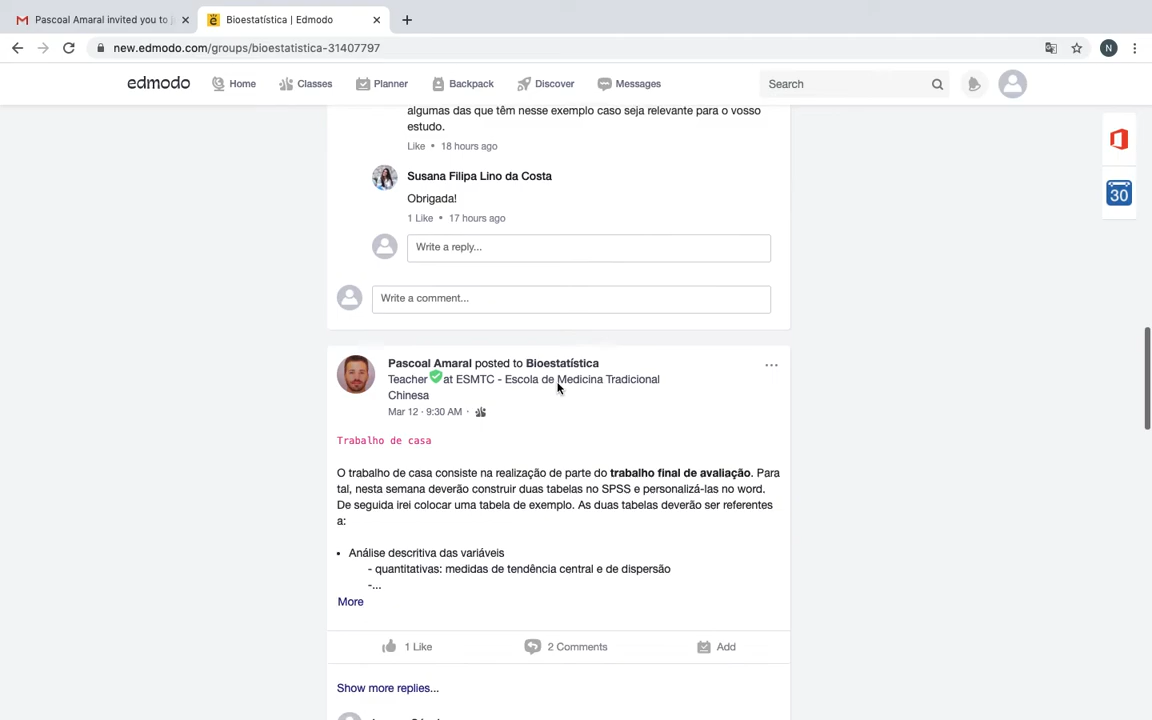 Pascoal Amaral invited you to j
Bioestatística | Edmodo
new.edmodo.com/groups/bioestatistica-31407797
N
edmodo
Home
Classes
Planner
Backpack
Discover
Messages
Search
30
algumas das que têm nesse exemplo caso seja relevante para o vosso
estudo.
Like • 18 hours ago
Susana Filipa Lino da Costa
Obrigada!
1 Like • 17 hours ago
Write a reply...
Write a comment...
Pascoal Amaral posted to Bioestatística
Teacher at ESMTC - Escola de Medicina Tradicional
Chinesa
Mar 12 · 9:30 AM ·
Trabalho de casa
O trabalho de casa consiste na realização de parte do trabalho final de avaliação. Para
tal, nesta semana deverão construir duas tabelas no SPSS e personalizá-las no word.
De seguida irei colocar uma tabela de exemplo. As duas tabelas deverão ser referentes
a:
• Análise descritiva das variáveis
- quantitativas: medidas de tendência central e de dispersão
-...
More
1 Like
2 Comments
Add
Show more replies...